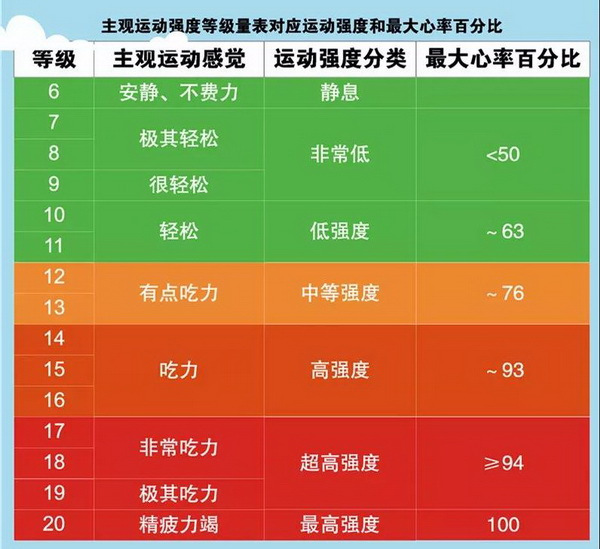 主观运动强度等级量表对应运动强度和最大心率百分比
等级 主观运动感觉 运动强度分类 最大心率百分比
6 安静、不费力 静息
7
极其轻松
8 非常低 <50
9 很轻松
10
轻松 低强度 ~63
11
12
有点吃力 中等强度 ~76
13
14
15 吃力 高强度 ~93
16
17
非常吃力
18 超高强度 ≥94
19 极其吃力
20 精疲力竭 最高强度 100